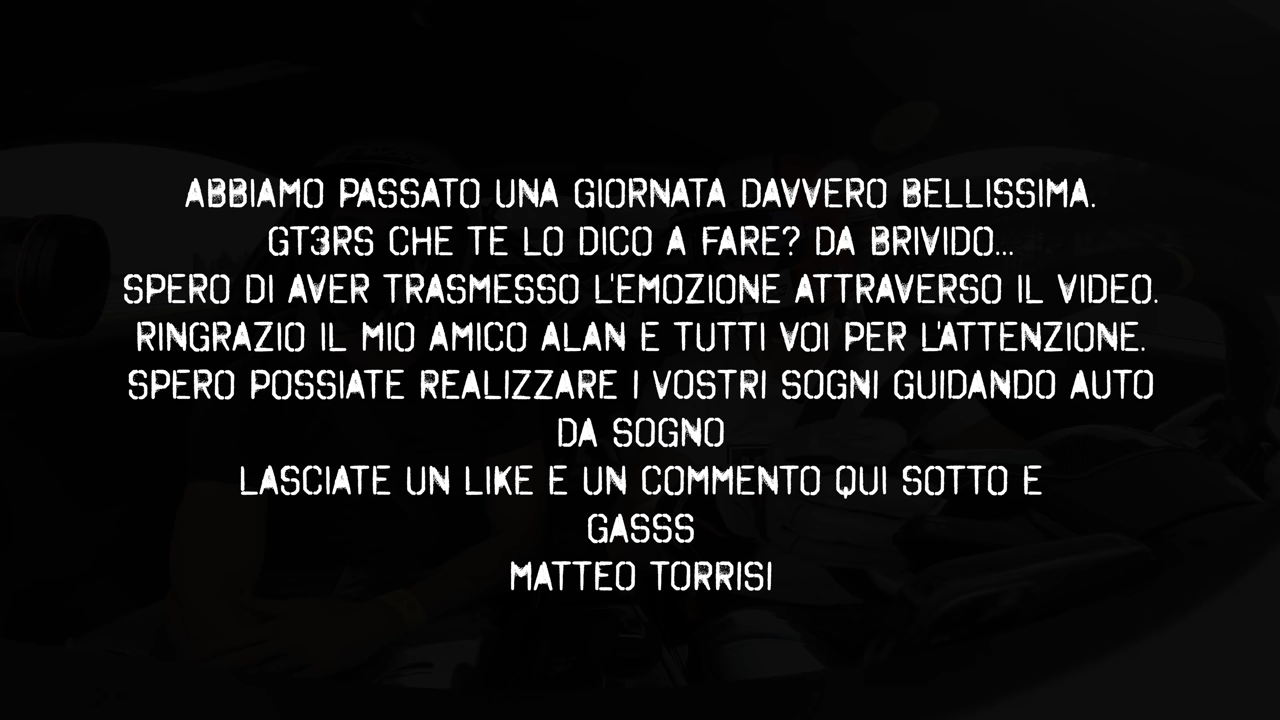 ABBIAMO PASSATO UNA GIORNATA DAVVERO BELLISSIMA.
GT3RS CHE TE LO DICO A FARE? DA BRIVIDO...
SPERO DI AVER TRASMESSO L'EMOZIONE ATTRAVERSO IL VIDEO.
RINGRAZIO IL MIO AMICO ALAN E TUTTI VOI PER L'ATTENZIONE.
SPERO POSSIATE REALIZZARE I VOSTRI SOGNI GUIDANDO AUTO
DA SOGNO
LASCIATE UN LIKE E UN COMMENTO QUI SOTTO E
GASSS
MATTEO TORRISI